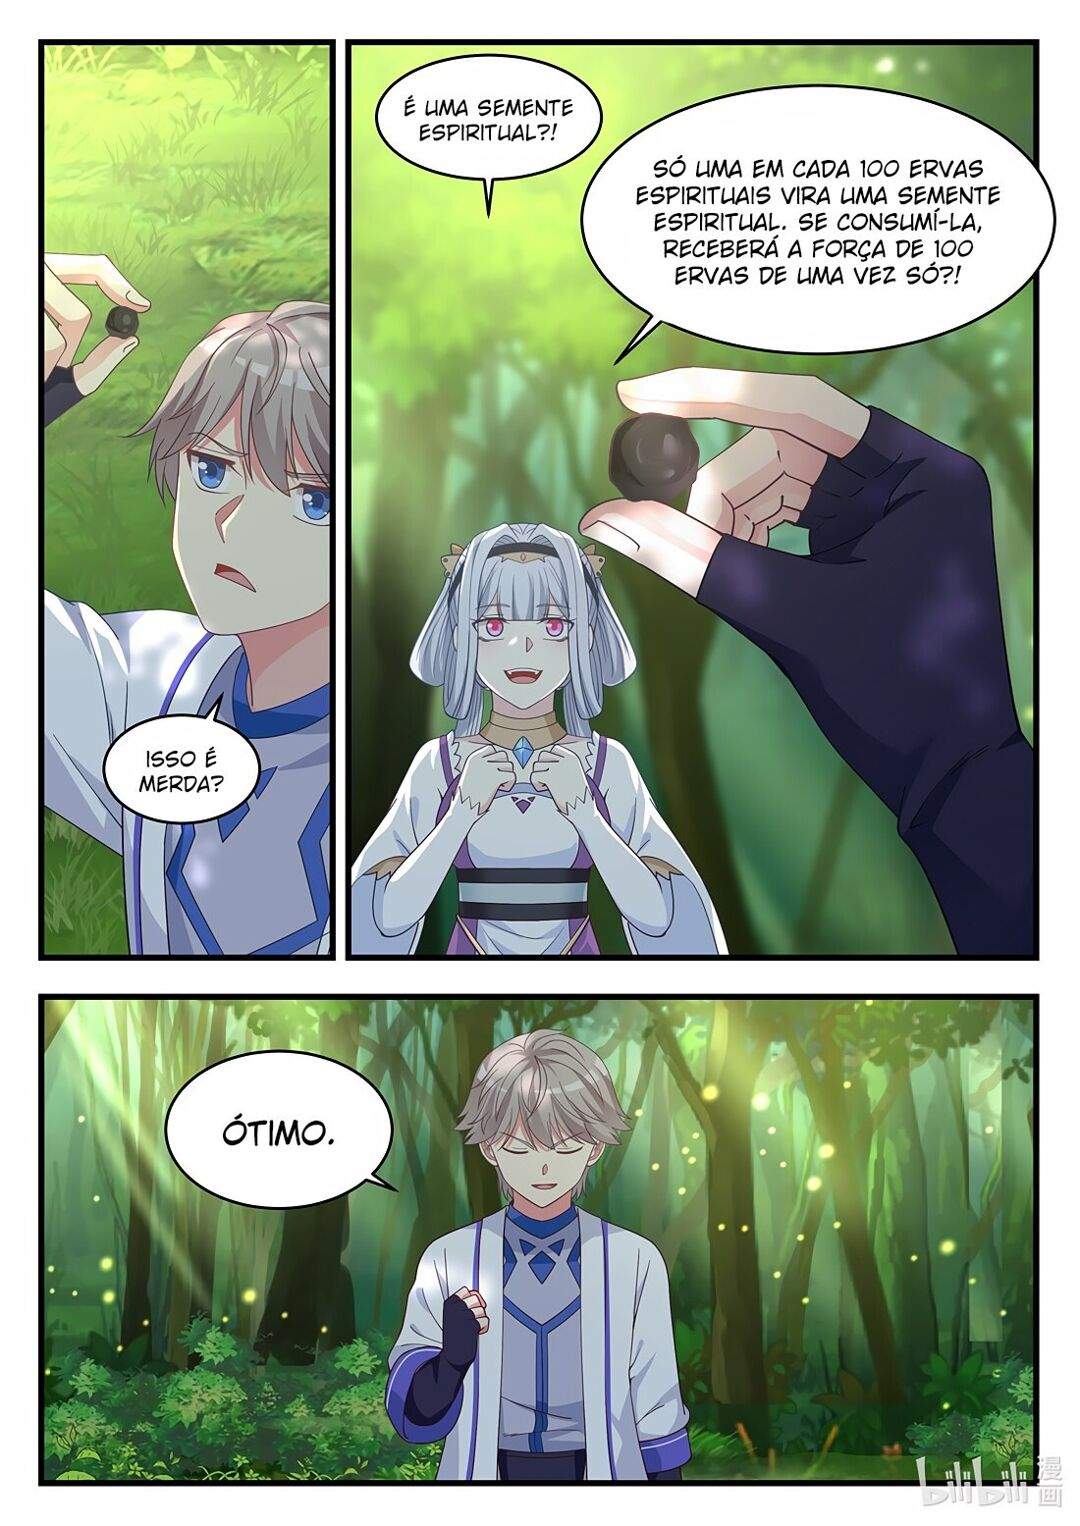 ISSO É
MERDA?
É UMA SEMENTE
ESPIRITUAL?!
SÓ UMA EM CADA 100 ERVAS
ESPIRITUAIS VIRA UMA SEMENTE
ESPIRITUAL. SE CONSUMÍ-LA,
RECEBERÁ A FORÇA DE 100
ERVAS DE UMA VEZ SÓ?!
ÓTIMO.
bilibili 漫画